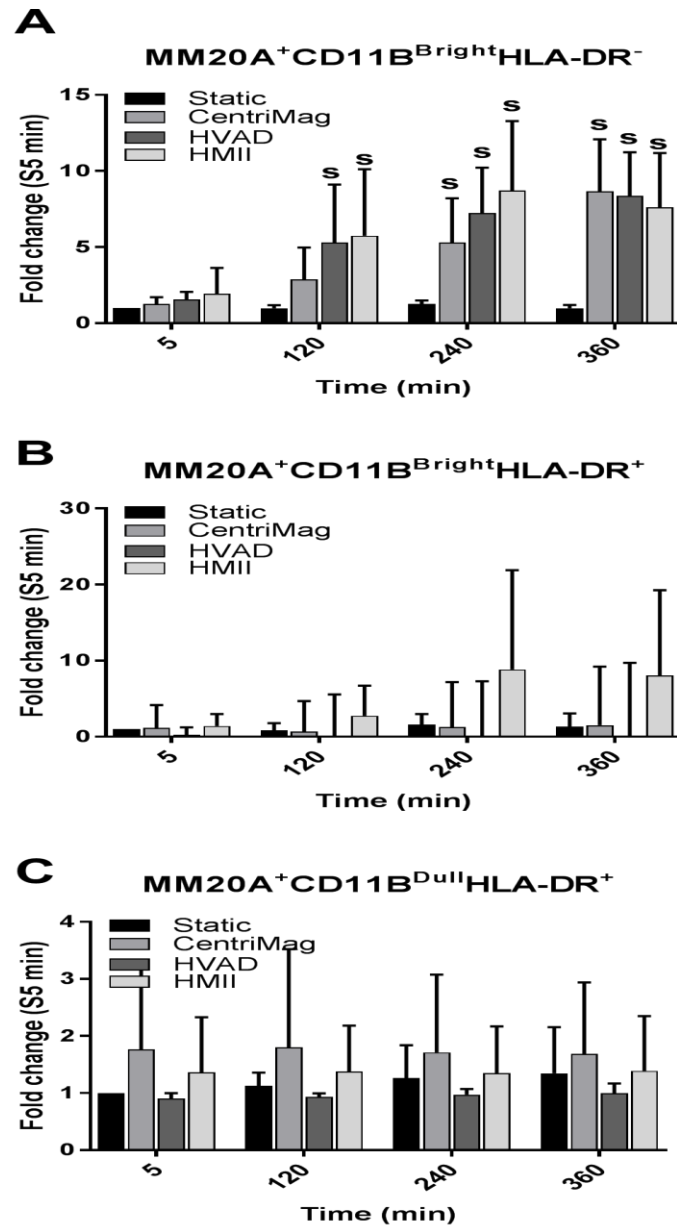 A
MM20A⁺CD11BᴮʳⁱᵍʰᵗHLA-DR⁻
15
10
5
0
Fold change (S5 min)
Static
CentriMag
HVAD
HMII
s s
s s s
s s s
5 120 240 360
Time (min)
B
MM20A⁺CD11BᴮʳⁱᵍʰᵗHLA-DR⁺
30
20
10
0
Fold change (S5 min)
Static
CentriMag
HVAD
HMII
5 120 240 360
Time (min)
C
MM20A⁺CD11BᴰᵘˡˡHLA-DR⁺
4
3
2
1
0
Fold change (S5 min)
Static
CentriMag
HVAD
HMII
5 120 240 360
Time (min)